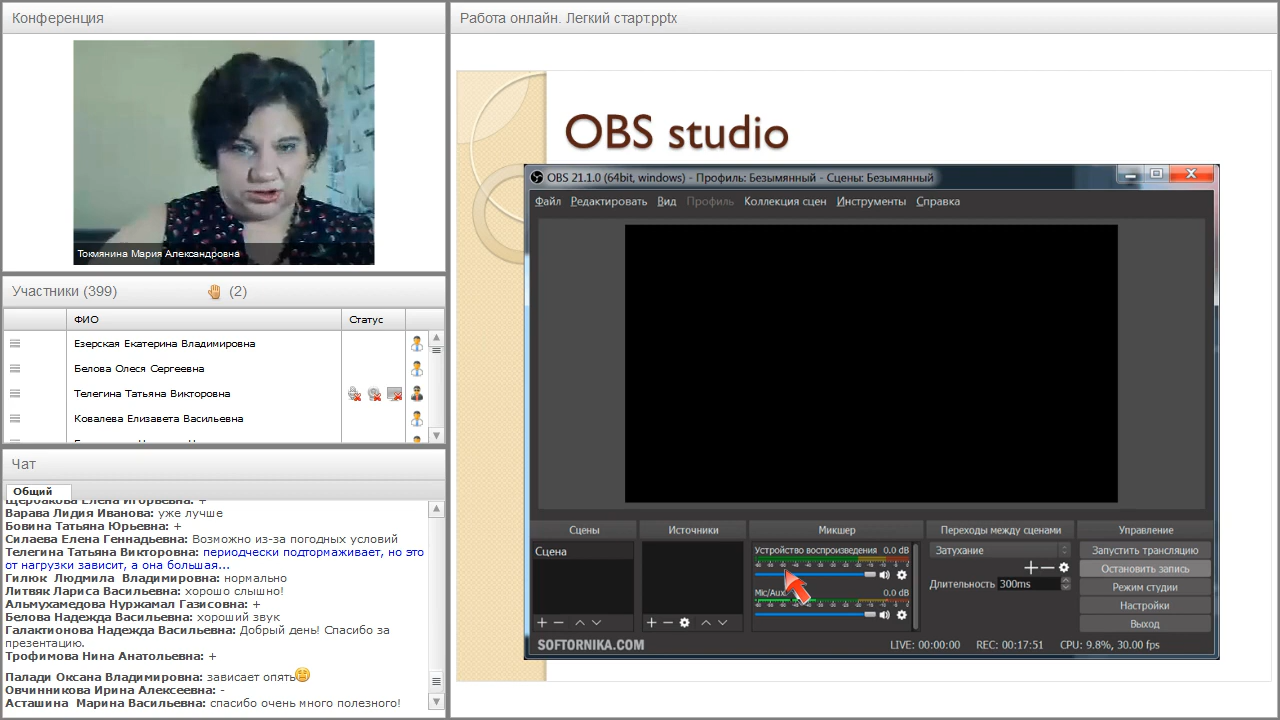 Конференция
Токмянина Мария Александровна
Участники (399)
(2)
ФИО
Статус
Езерская Екатерина Владимировна
Белова Олеся Сергеевна
Телегина Татьяна Викторовна
Ковалева Елизавета Васильевна
Чат
Общий
Щербакова Елена Игорьевна: +
Варава Лидия Иванова: уже лучше
Бовина Татьяна Юрьевна: +
Силаева Елена Геннадьевна: Возможно из-за погодных условий
Телегина Татьяна Викторовна: периодчески подтормаживает, но это
от нагрузки зависит, а она большая...
Гилюк Людмила Владимировна: нормально
Литвяк Лариса Васильевна: хорошо слышно!
Альмухамедова Нуржамал Газисовна: +
Белова Надежда Васильевна: хороший звук
Галактионова Надежда Васильевна: Добрый день! Спасибо за
презентацию.
Трофимова Нина Анатольевна: +
Палади Оксана Владимировна: зависает опять
Овчинникова Ирина Алексеевна: -
Асташина Марина Васильевна: спасибо очень много полезного!
Работа онлайн. Легкий старт.pptx
OBS studio
OBS 21.1.0 (64bit, windows) - Профиль: Безымянный - Сцены: Безымянный
Файл Редактировать Вид Профиль Коллекция сцен Инструменты Справка
Сцены
Источники
Микшер
Переходы между сценами
Управление
Сцена
Устройство воспроизведения 0.0 dB
Mic/Aux 0.0 dB
Затухание
Длительность 300ms
Запустить трансляцию
Остановить запись
Режим студии
Настройки
Выход
SOFTORNIKA.COM
LIVE: 00:00:00 REC: 00:17:51 CPU: 9.8%, 30.00 fps